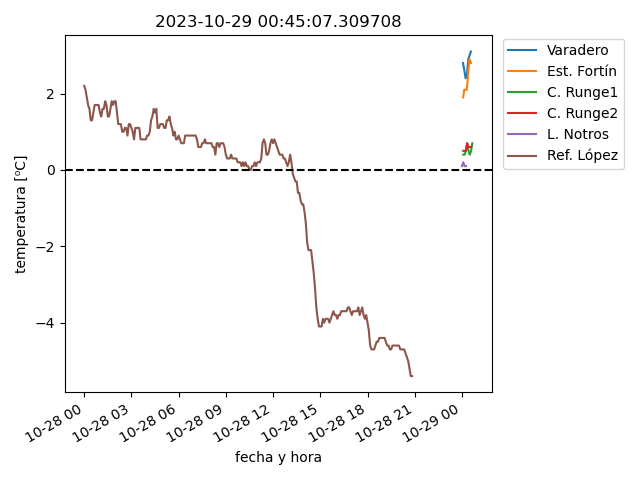 2023-10-29 00:45:07.309708
temperatura [ºC]
2
0
−2
−4
10-28 00
10-28 03
10-28 06
10-28 09
10-28 12
10-28 15
10-28 18
10-28 21
10-29 00
fecha y hora
Varadero
Est. Fortín
C. Runge1
C. Runge2
L. Notros
Ref. López